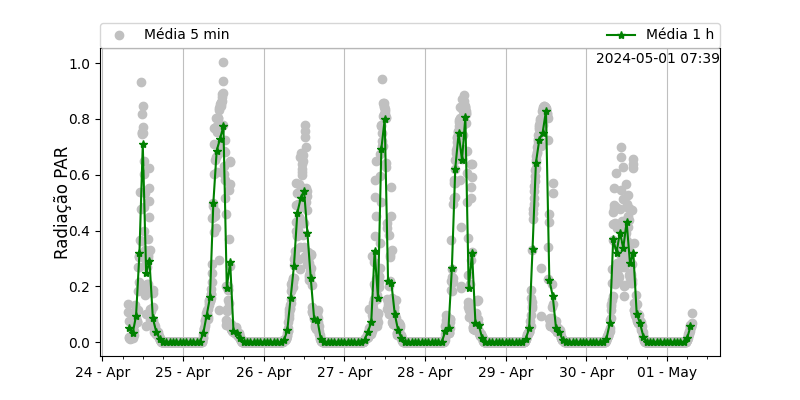 Média 5 min
Média 1 h
2024-05-01 07:39
Radiação PAR
1.0
0.8
0.6
0.4
0.2
0.0
24 - Apr
25 - Apr
26 - Apr
27 - Apr
28 - Apr
29 - Apr
30 - Apr
01 - May